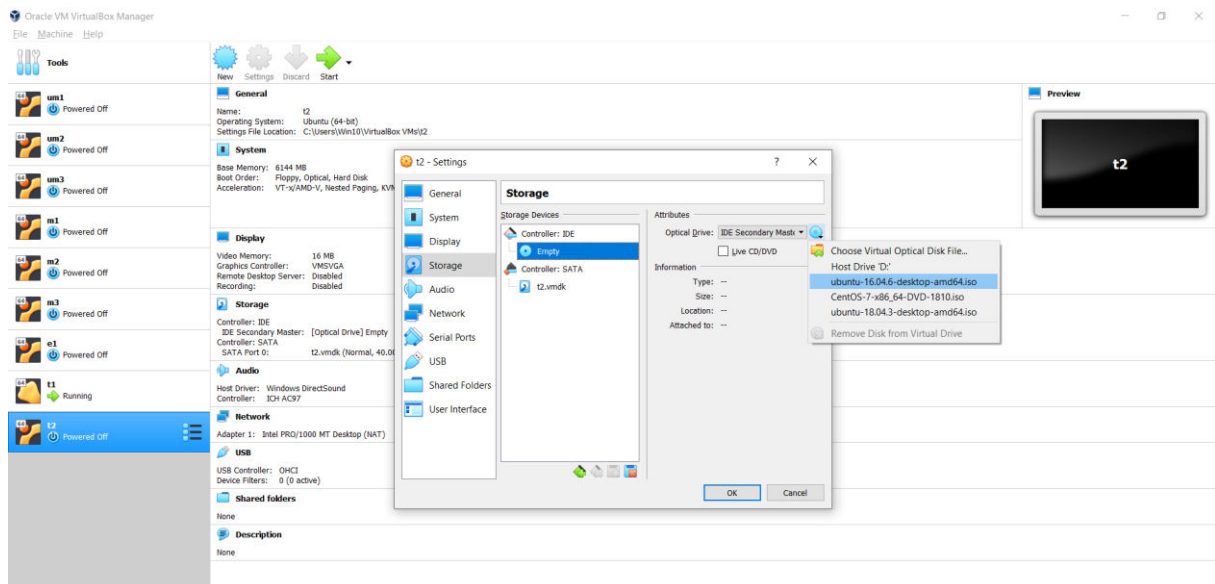 Oracle VM VirtualBox Manager
File Machine Help
Tools
New Settings Discard Start
64 um1
Powered Off
64 um2
Powered Off
64 um3
Powered Off
64 m1
Powered Off
64 m2
Powered Off
64 m3
Powered Off
64 e1
Powered Off
64 t1
Running
64 t2
Powered Off
General
Name: t2
Operating System: Ubuntu (64-bit)
Settings File Location: C:\Users\Win10\VirtualBox VMs\t2
System
Base Memory: 6144 MB
Boot Order: Floppy, Optical, Hard Disk
Acceleration: VT-x/AMD-V, Nested Paging, KVM
Display
Video Memory: 16 MB
Graphics Controller: VMSVGA
Remote Desktop Server: Disabled
Recording: Disabled
Storage
Controller: IDE
IDE Secondary Master: [Optical Drive] Empty
Controller: SATA
SATA Port 0: t2.vmdk (Normal, 40.00
Audio
Host Driver: Windows DirectSound
Controller: ICH AC97
Network
Adapter 1: Intel PRO/1000 MT Desktop (NAT)
USB
USB Controller: OHCI
Device Filters: 0 (0 active)
Shared folders
None
Description
None
Preview
t2
t2 - Settings ?
General
System
Display
Storage
Audio
Network
Serial Ports
USB
Shared Folders
User Interface
Storage
Storage Devices
Controller: IDE
Empty
Controller: SATA
t2.vmdk
Attributes
Optical Drive: IDE Secondary Maste
Live CD/DVD
Information
Type: --
Size: --
Location: --
Attached to: --
Choose Virtual Optical Disk File...
Host Drive 'D:'
ubuntu-16.04.6-desktop-amd64.iso
CentOS-7-x86_64-DVD-1810.iso
ubuntu-18.04.3-desktop-amd64.iso
Remove Disk from Virtual Drive
OK Cancel